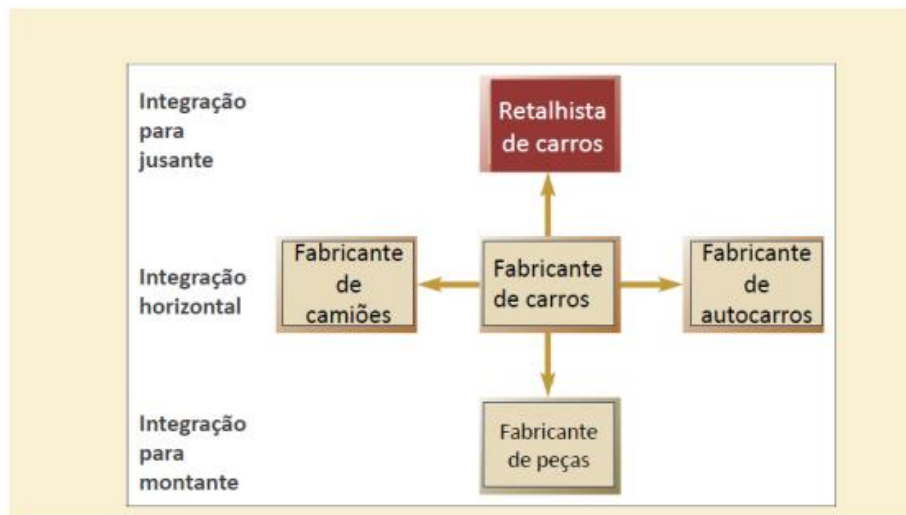 Integração
para
jusante
Retalhista
de carros
Integração
horizontal
Fabricante
de
camiões
Fabricante
de carros
Fabricante
de
autocarros
Integração
para
montante
Fabricante
de peças